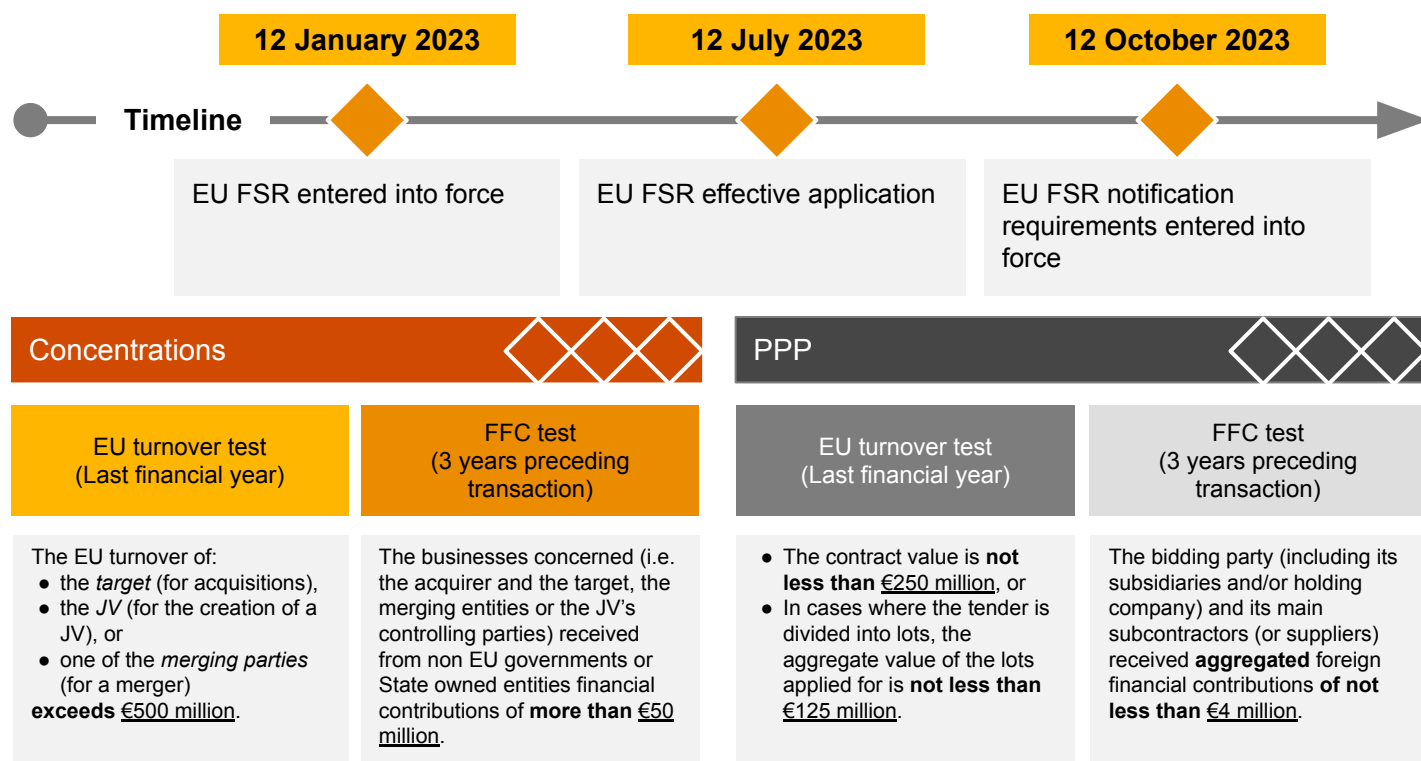 12 January 2023
12 July 2023
12 October 2023
Timeline
EU FSR entered into force
EU FSR effective application
EU FSR notification
requirements entered into
force
Concentrations
PPP
EU turnover test
(Last financial year)
FFC test
(3 years preceding
transaction)
EU turnover test
(Last financial year)
FFC test
(3 years preceding
transaction)
The EU turnover of:
● the target (for acquisitions),
● the JV (for the creation of a
JV), or
● one of the merging parties
(for a merger)
exceeds €500 million.
The businesses concerned (i.e.
the acquirer and the target, the
merging entities or the JV’s
controlling parties) received
from non EU governments or
State owned entities financial
contributions of more than €50
million.
● The contract value is not
less than €250 million, or
● In cases where the tender is
divided into lots, the
aggregate value of the lots
applied for is not less than
€125 million.
The bidding party (including its
subsidiaries and/or holding
company) and its main
subcontractors (or suppliers)
received aggregated foreign
financial contributions of not
less than €4 million.